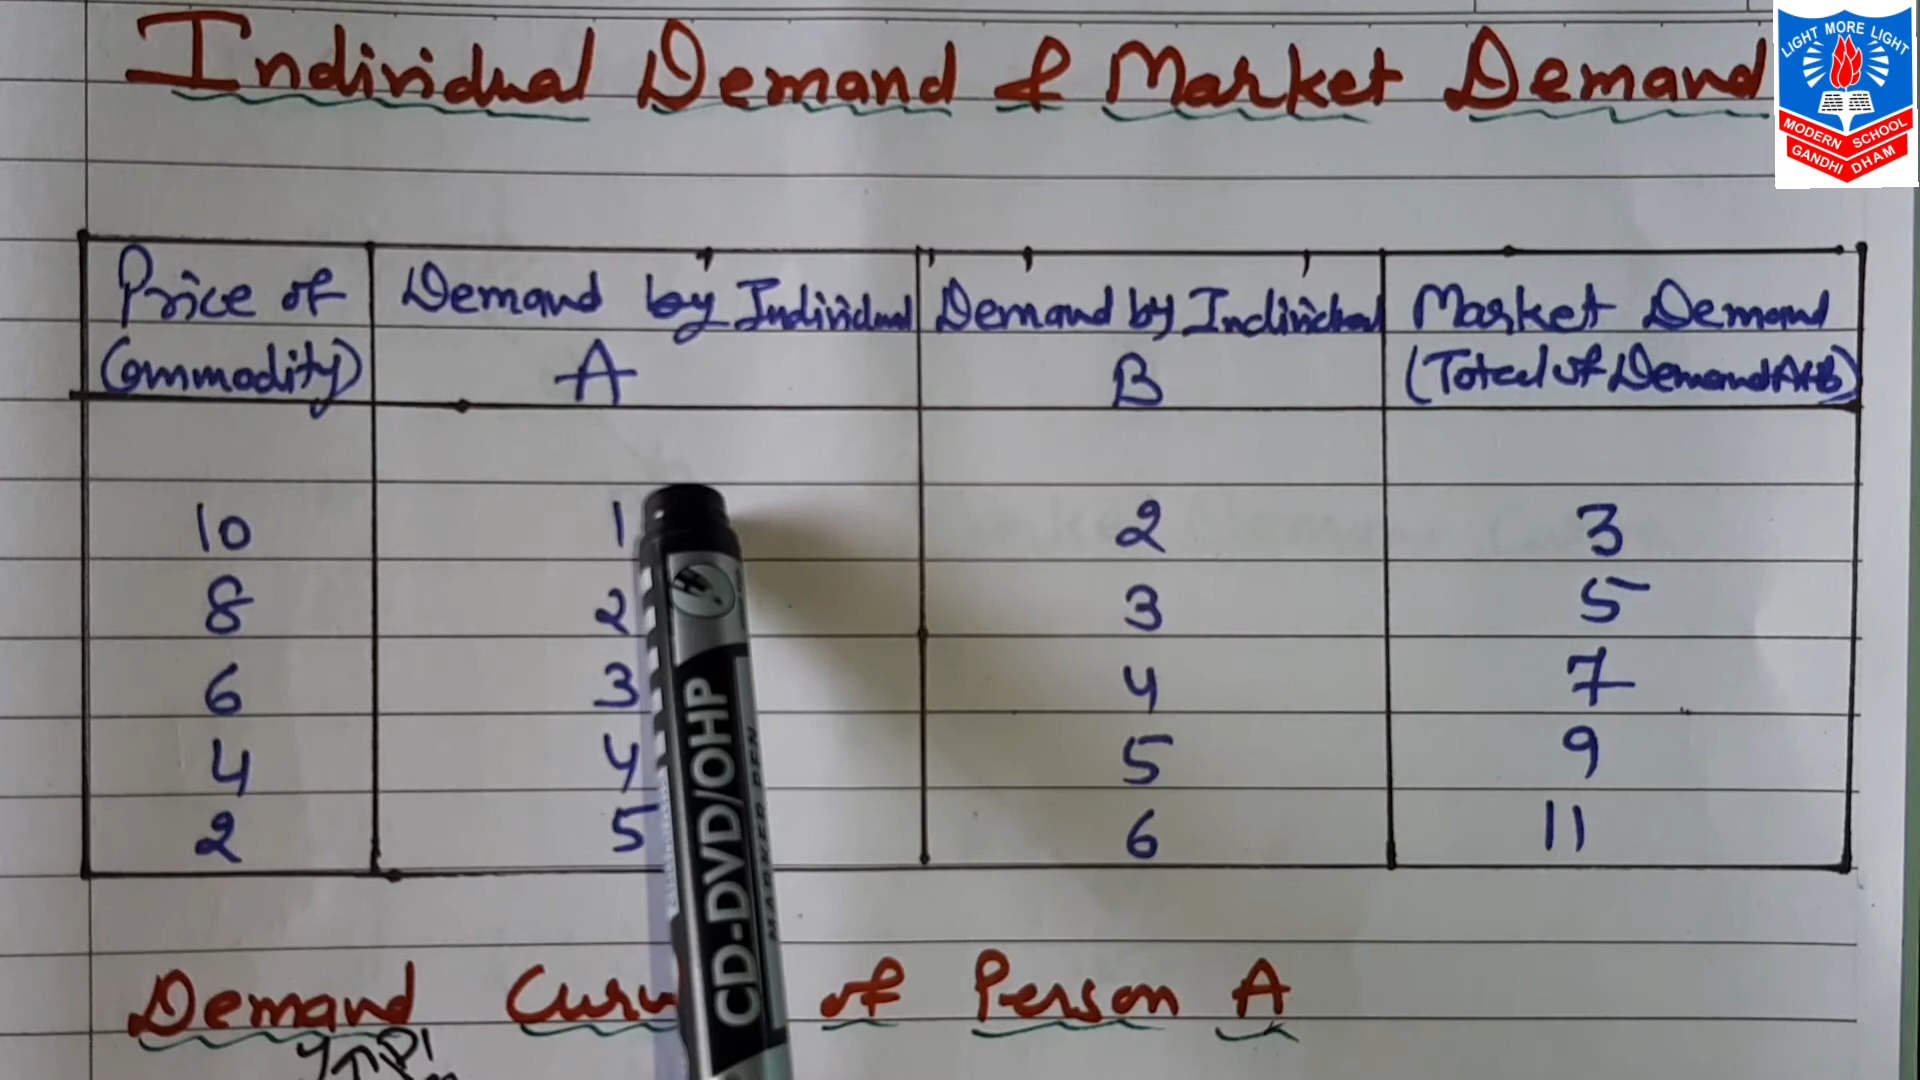 Individual Demand & Market Demand
LIGHT MORE LIGHT
MODERN SCHOOL
GANDHI DHAM
Price of Demand by Individual Demand by Individual Market Demand
Commodity) A B (Total of Demand A+B)
10 1 2 3
8 2 3 5
6 3 4 7
4 4 5 9
2 5 6 11
CD-DVD/OHP
MARKER PEN
Demand Curv of Person A